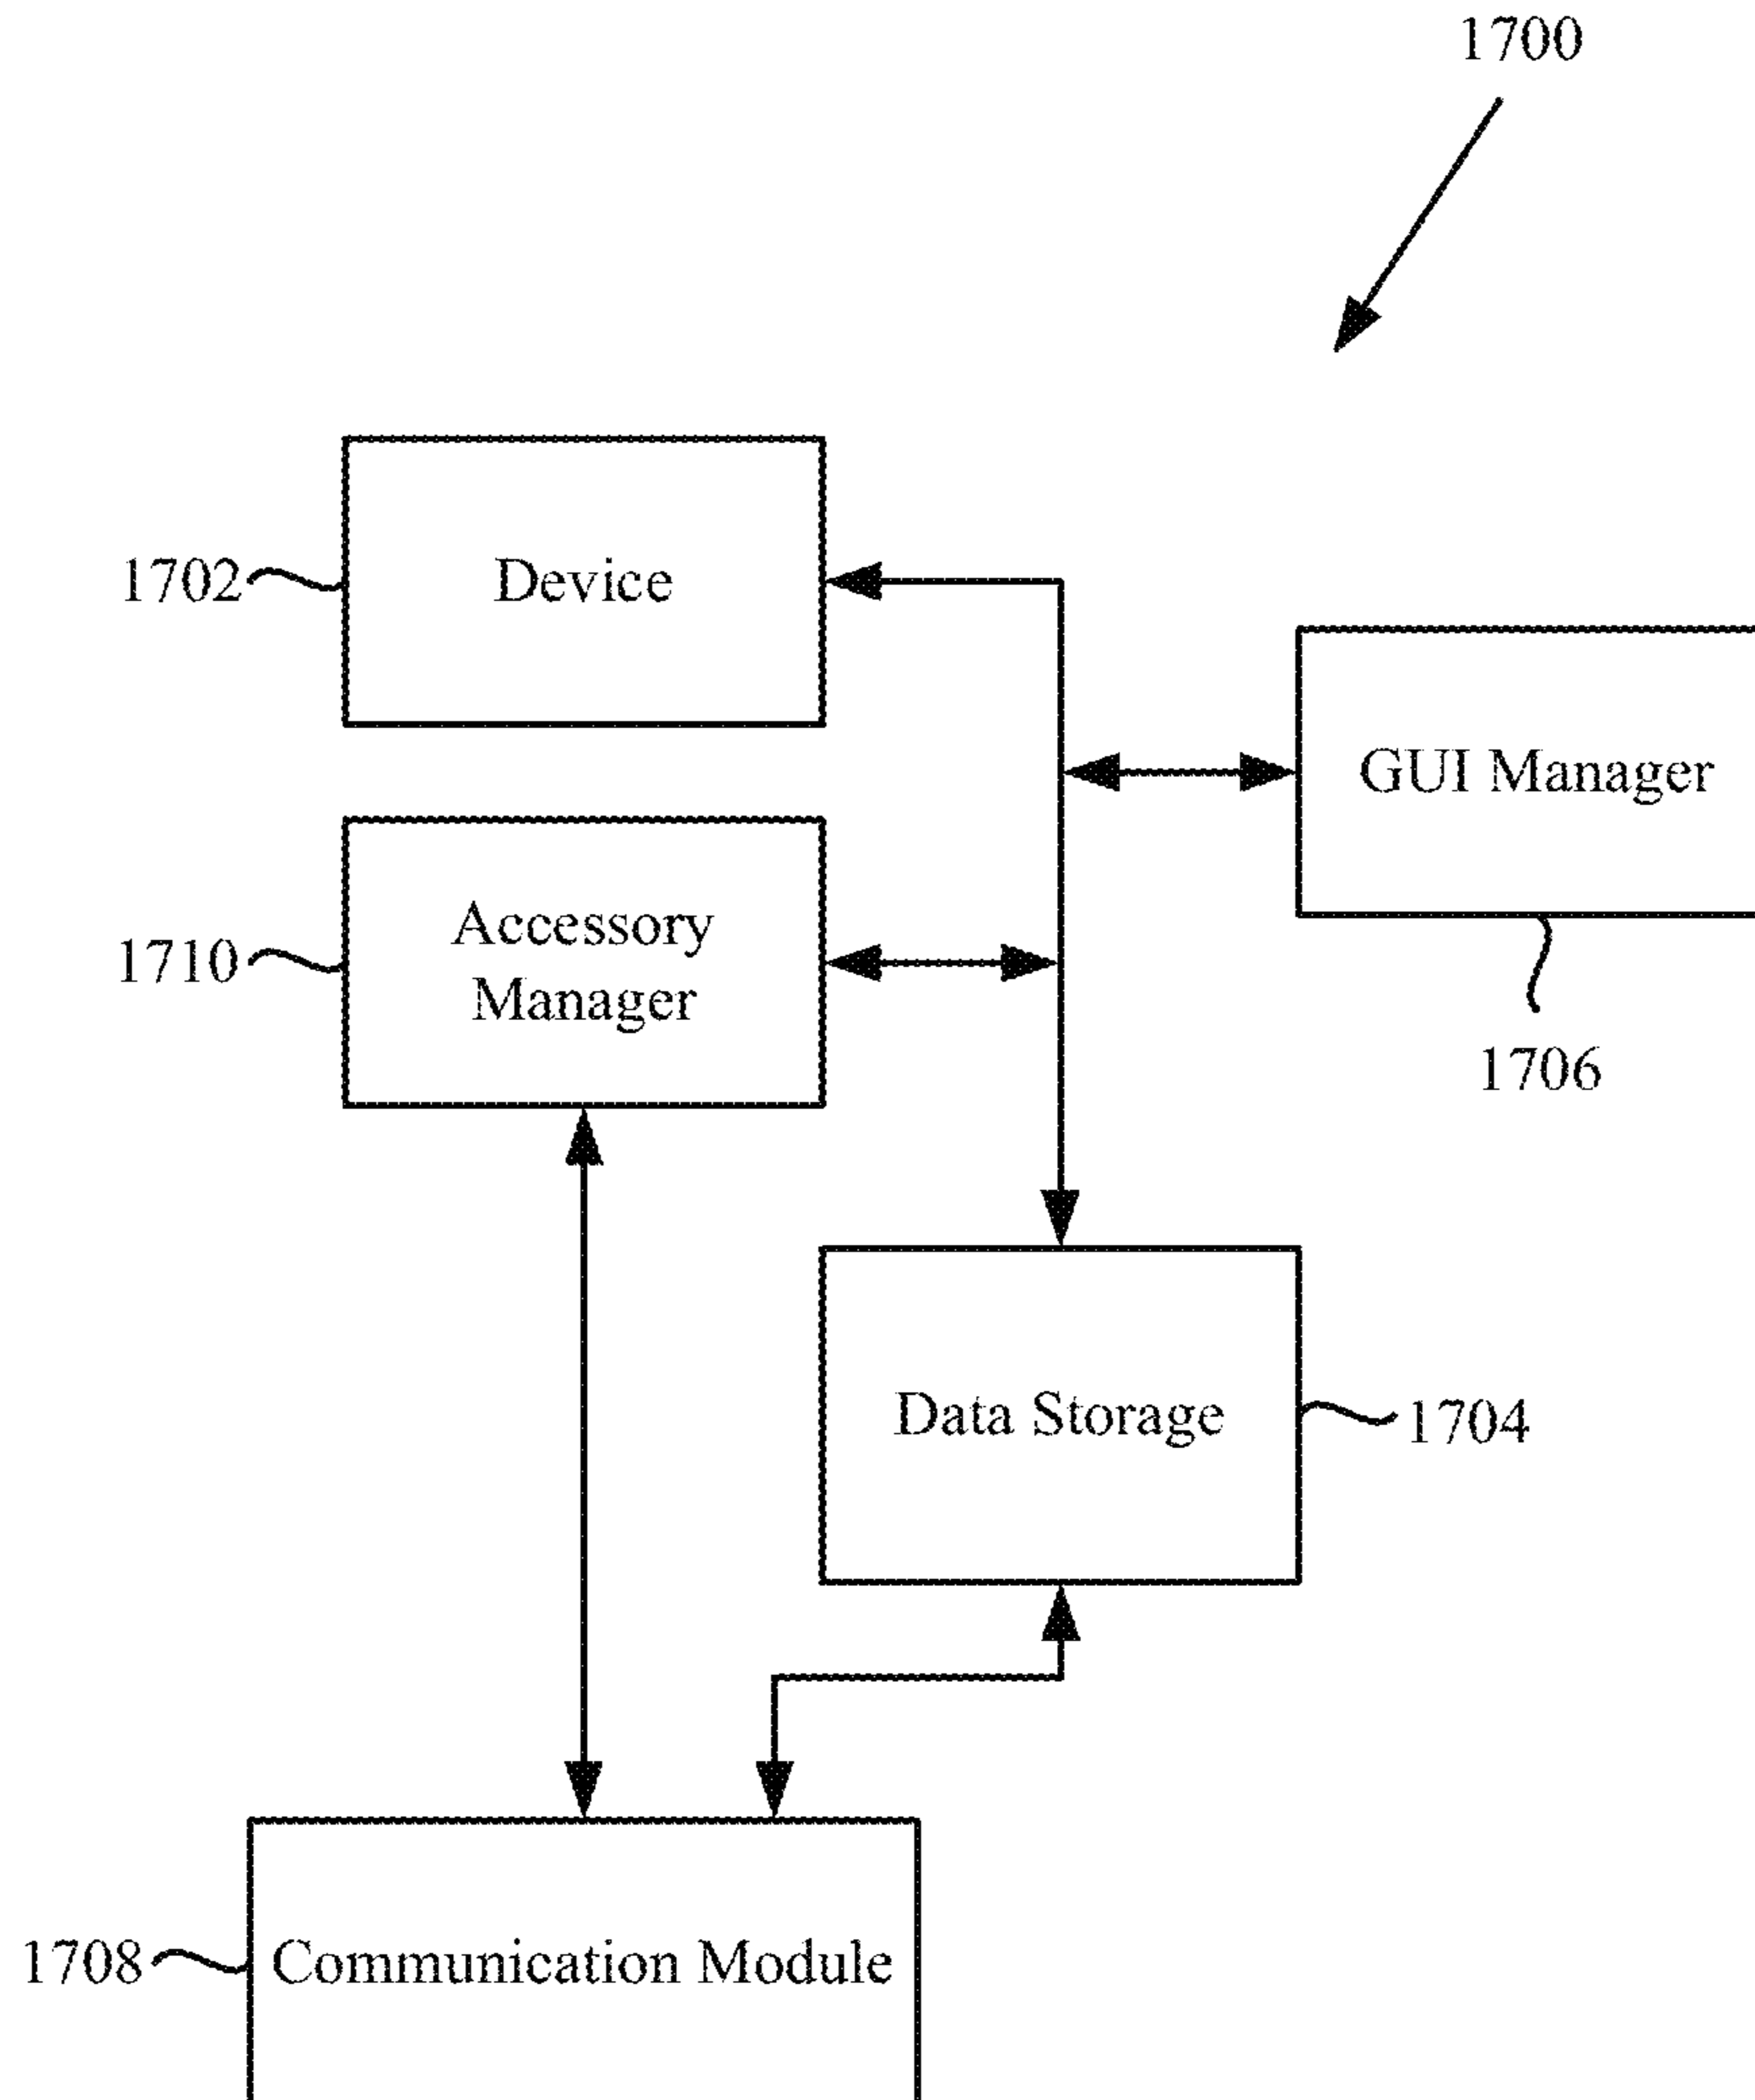 1700
1702
Device
GUI Manager
1710
Accessory
Manager
1706
Data Storage
1704
1708
Communication Module